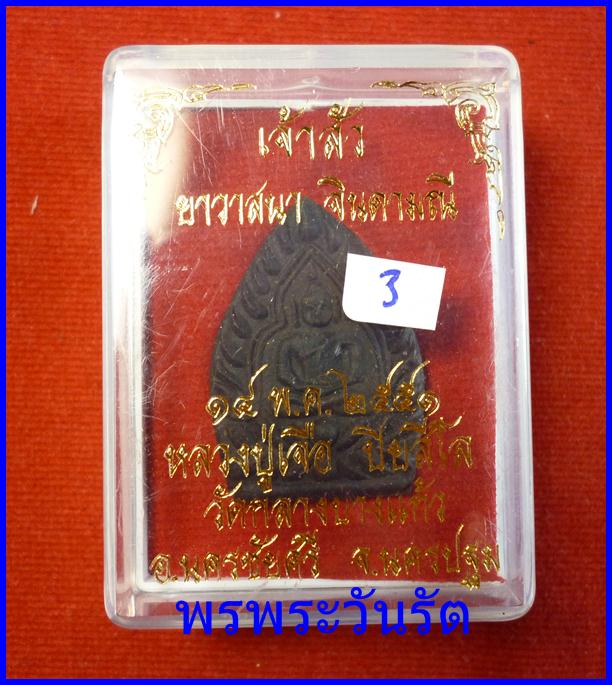 เจ้าสัว
ยาวาสนา จินดามณี
3
๑๔ พ.ค. ๒๕๕๑
หลวงปู่เจือ ปิยสีโล
วัดกลางบางแก้ว
อ.นครชัยศรี จ.นครปฐม
พรพระวันรัต